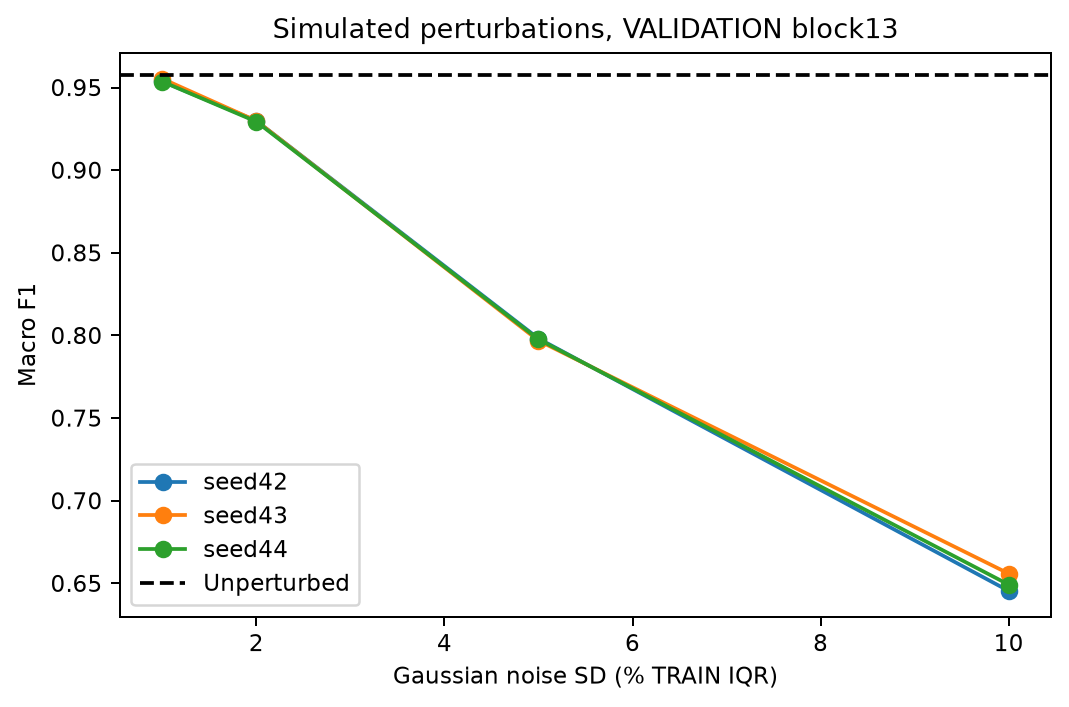 Simulated perturbations, VALIDATION block13
0.95
0.90
0.85
0.80
0.75
0.70
0.65
Macro F1
seed42
seed43
seed44
Unperturbed
2 4 6 8 10
Gaussian noise SD (% TRAIN IQR)